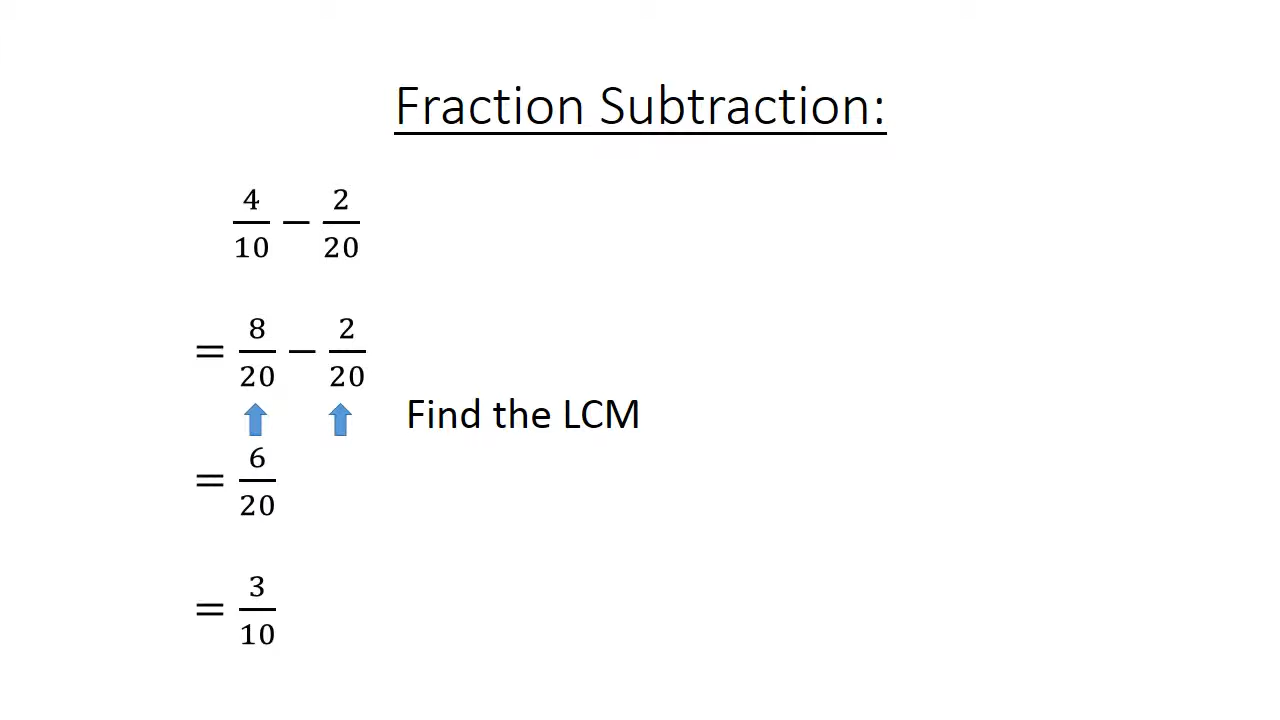 Fraction Subtraction:
4/10 − 2/20
= 8/20 − 2/20
Find the LCM
= 6/20
= 3/10